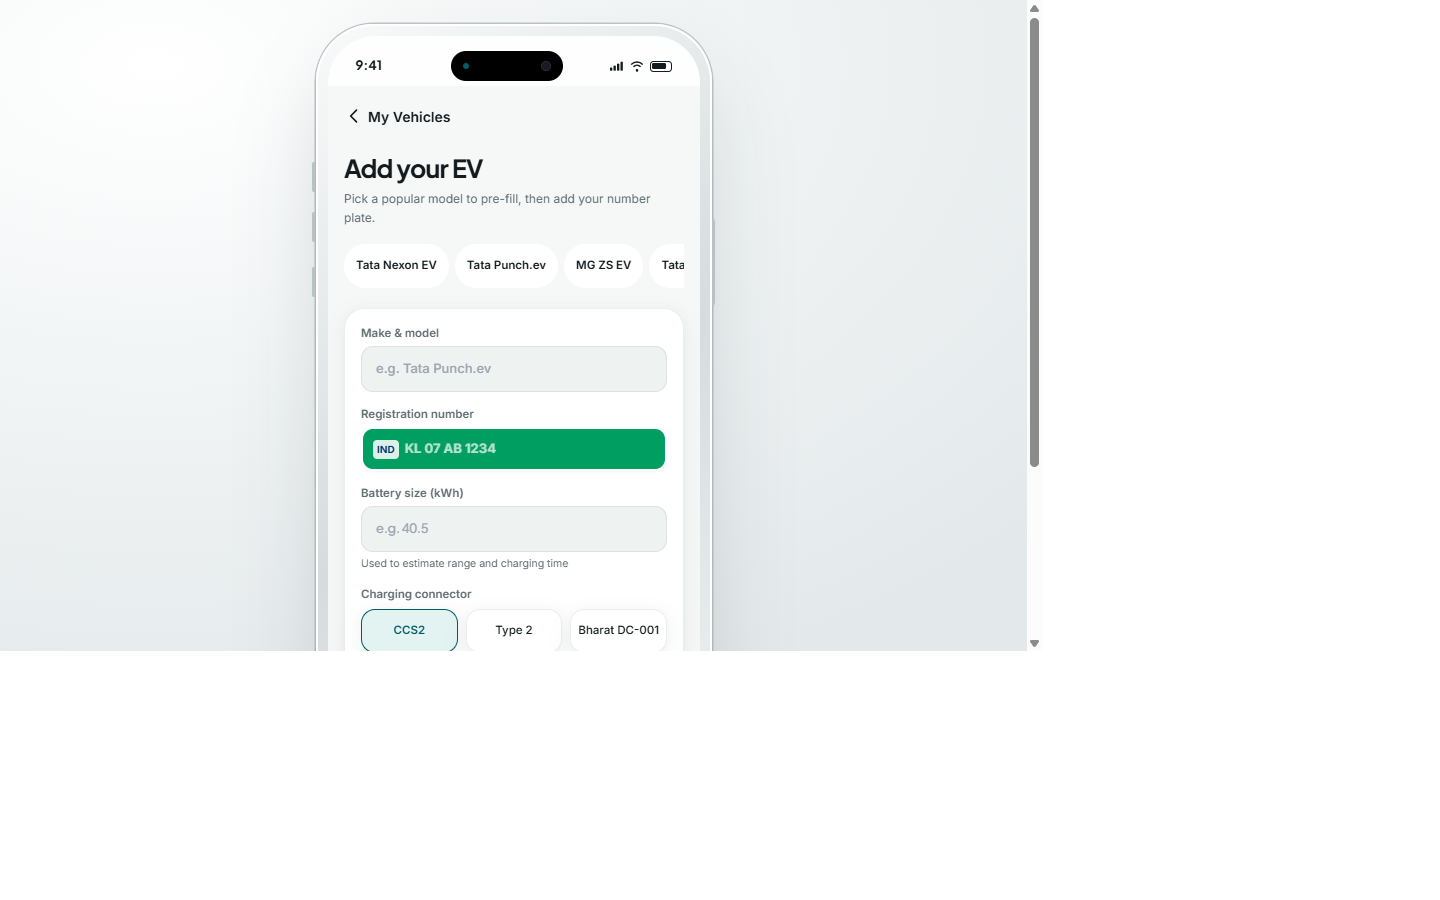 9:41
My Vehicles
Add your EV
Pick a popular model to pre-fill, then add your number
plate.
Tata Nexon EV
Tata Punch.ev
MG ZS EV
Tata
Make & model
e.g. Tata Punch.ev
Registration number
IND KL 07 AB 1234
Battery size (kWh)
e.g. 40.5
Used to estimate range and charging time
Charging connector
CCS2
Type 2
Bharat DC-001